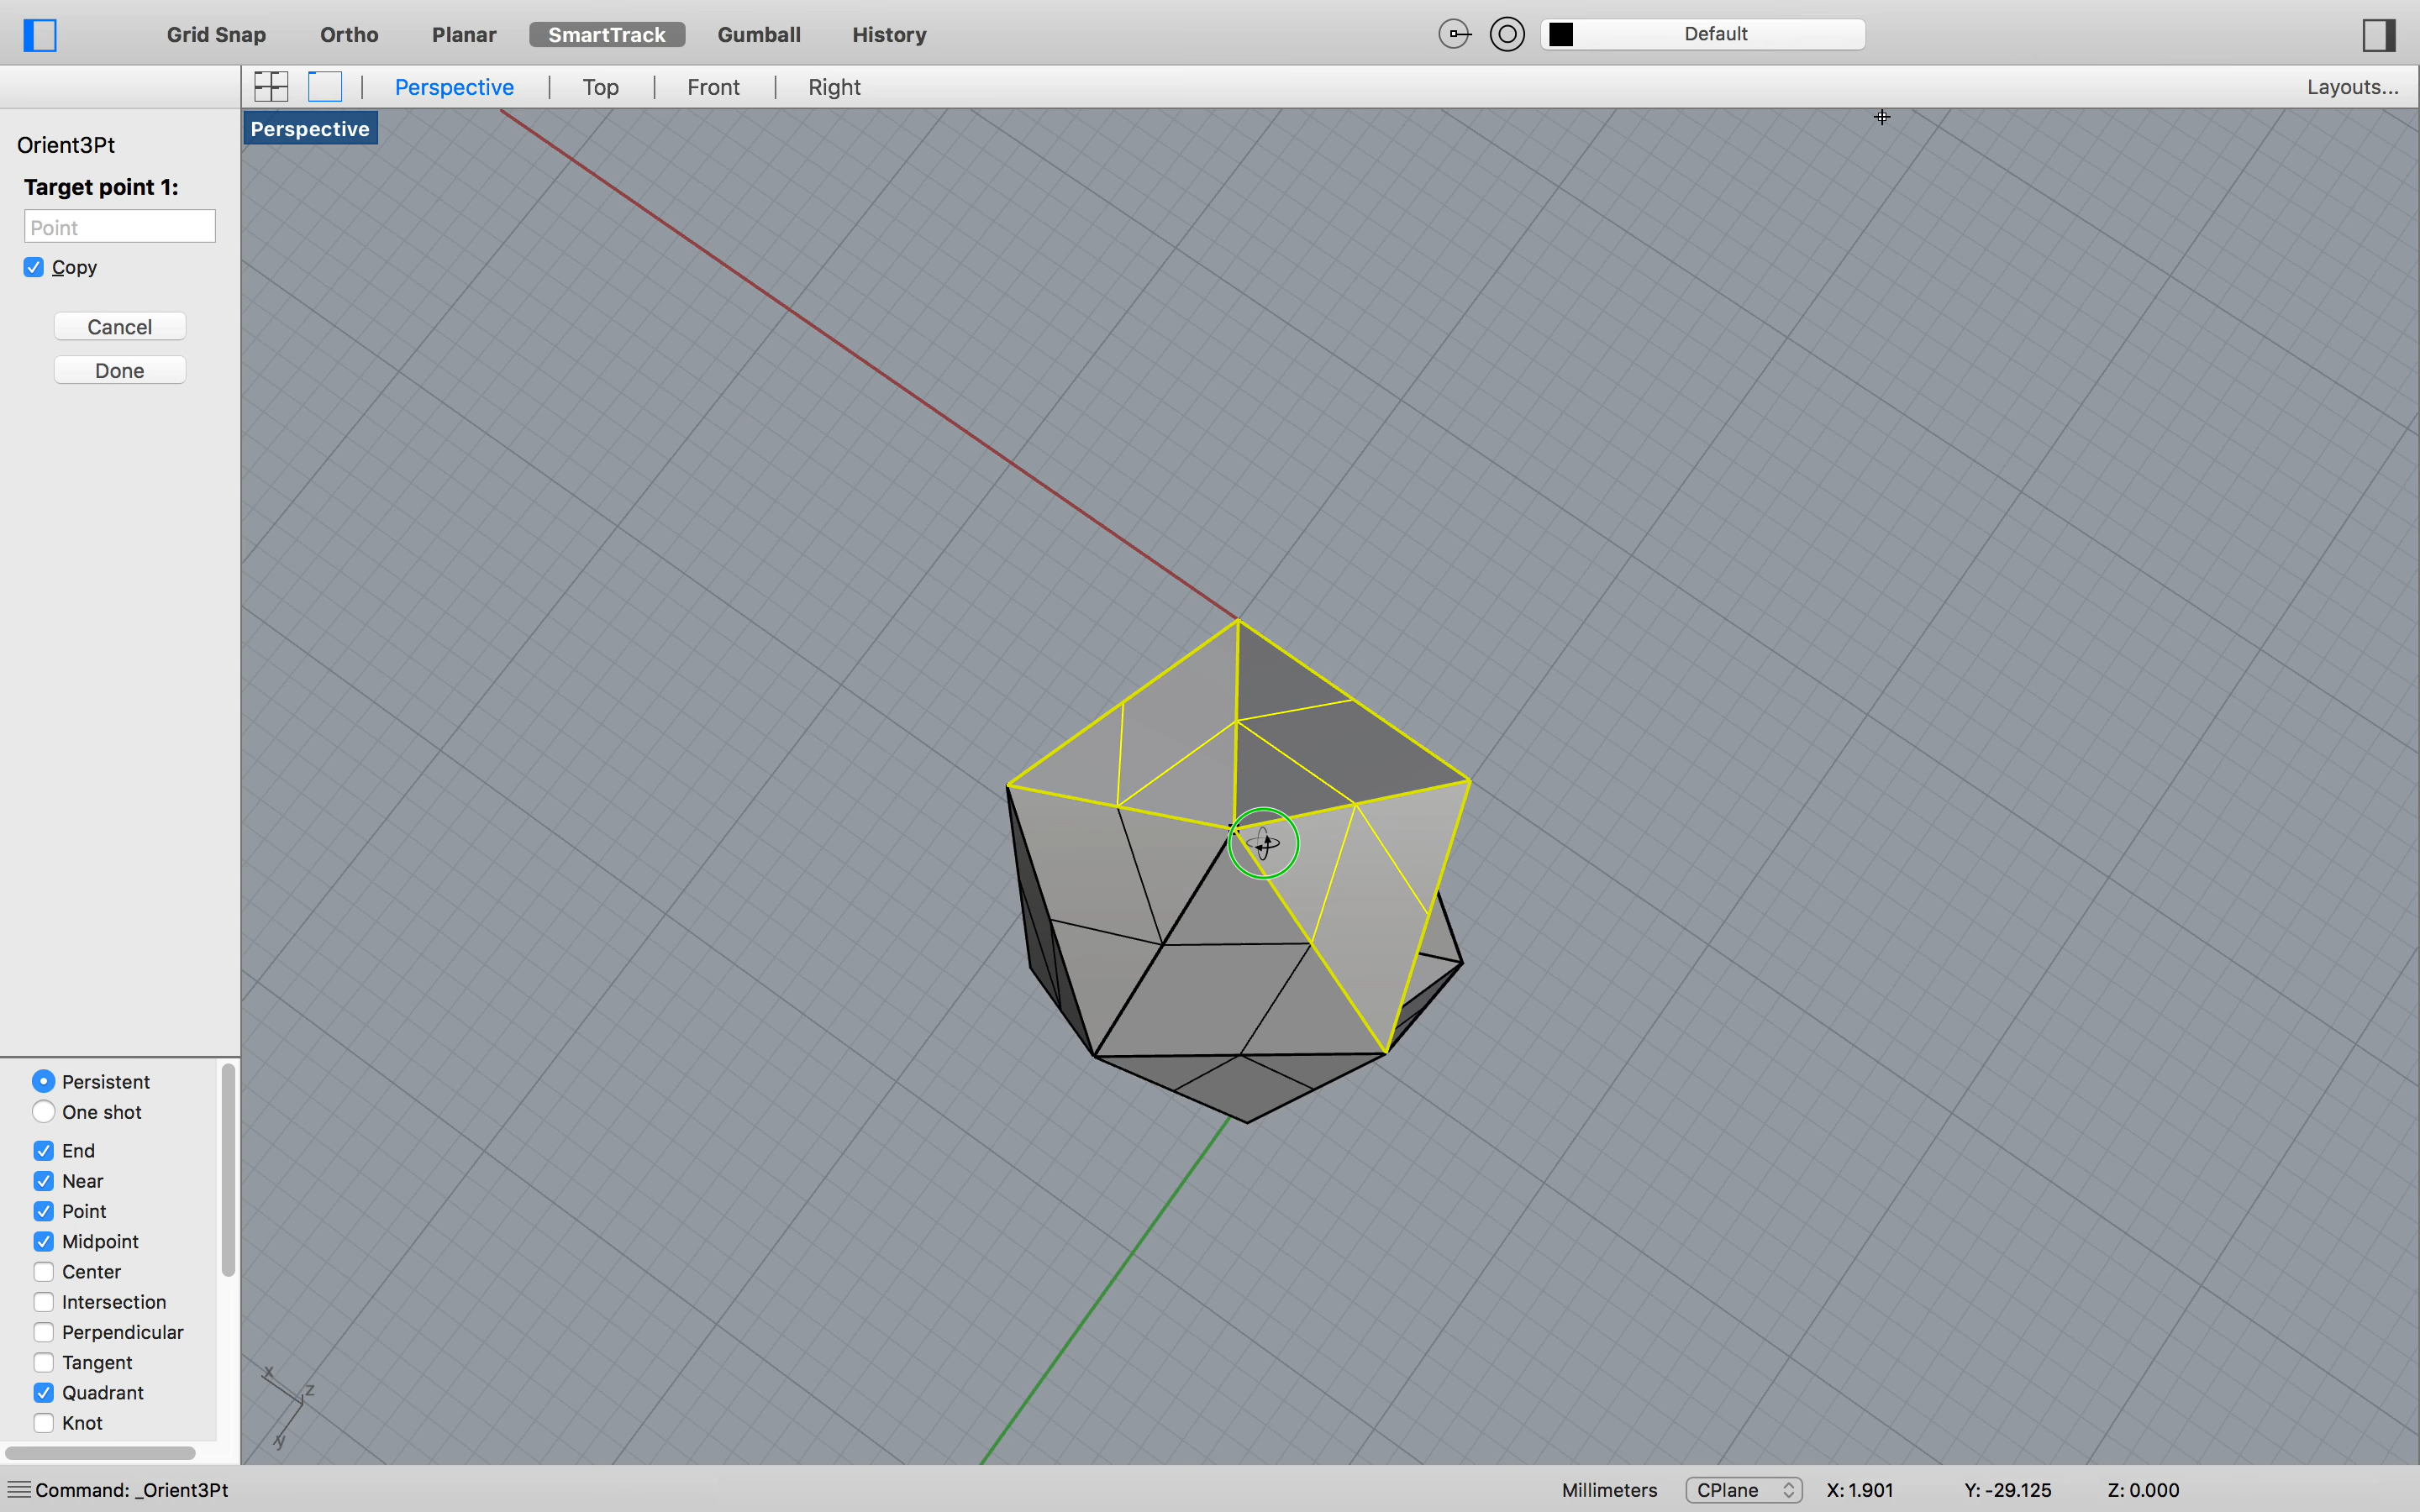 Grid Snap Ortho Planar SmartTrack Gumball History Default
Perspective Top Front Right Layouts...
Perspective
Orient3Pt
Target point 1:
Point
Copy
Cancel
Done
Persistent
One shot
End
Near
Point
Midpoint
Center
Intersection
Perpendicular
Tangent
Quadrant
Knot
x
z
y
Command: _Orient3Pt Millimeters CPlane X: 1.901 Y: -29.125 Z: 0.000